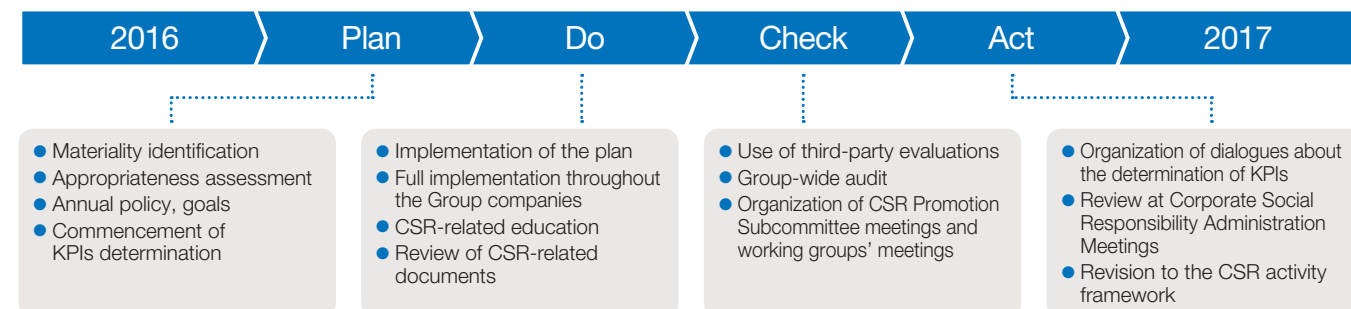 2016
Plan
Do
Check
Act
2017
● Materiality identification
● Appropriateness assessment
● Annual policy, goals
● Commencement of
KPIs determination
● Implementation of the plan
● Full implementation throughout
the Group companies
● CSR-related education
● Review of CSR-related
documents
● Use of third-party evaluations
● Group-wide audit
● Organization of CSR Promotion
Subcommittee meetings and
working groups’ meetings
● Organization of dialogues about
the determination of KPIs
● Review at Corporate Social
Responsibility Administration
Meetings
● Revision to the CSR activity
framework